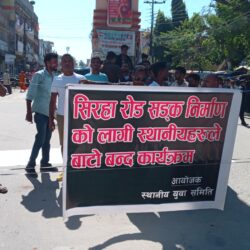 सिरहा रोड सडक निर्माण
को लागी स्थानीयहरुले
बाटो बन्द कार्यक्रम
आयोजक
स्थानीय युवा समिति